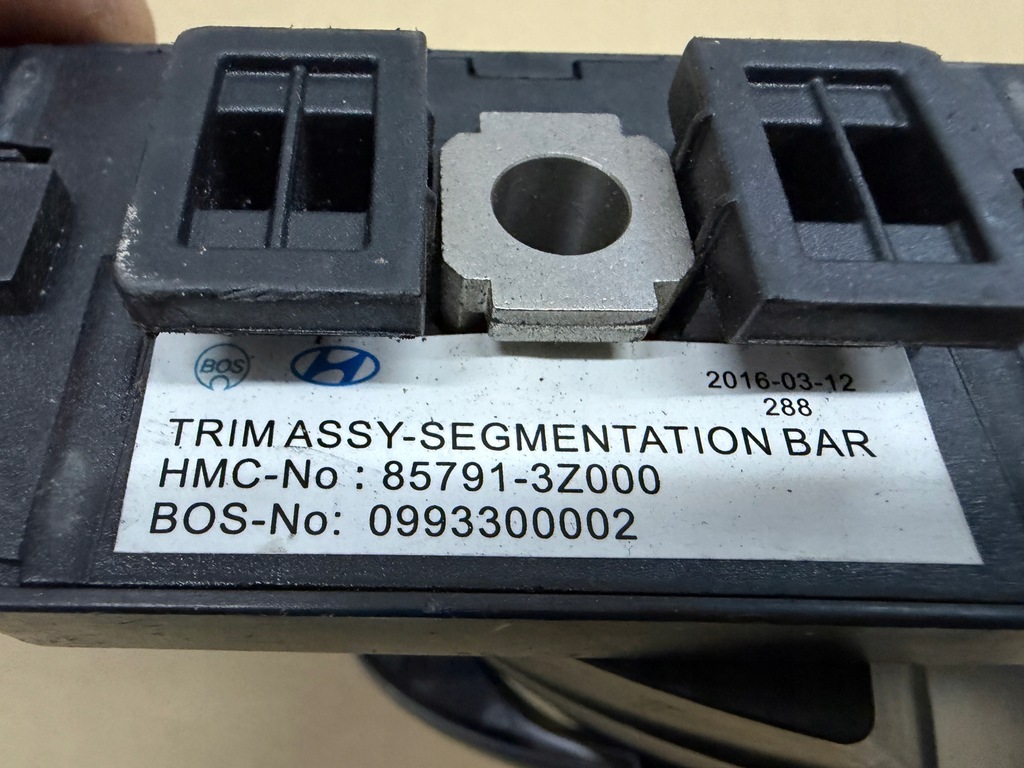 BOS
2016-03-12
288
TRIM ASSY-SEGMENTATION BAR
HMC-No : 85791-3Z000
BOS-No: 0993300002